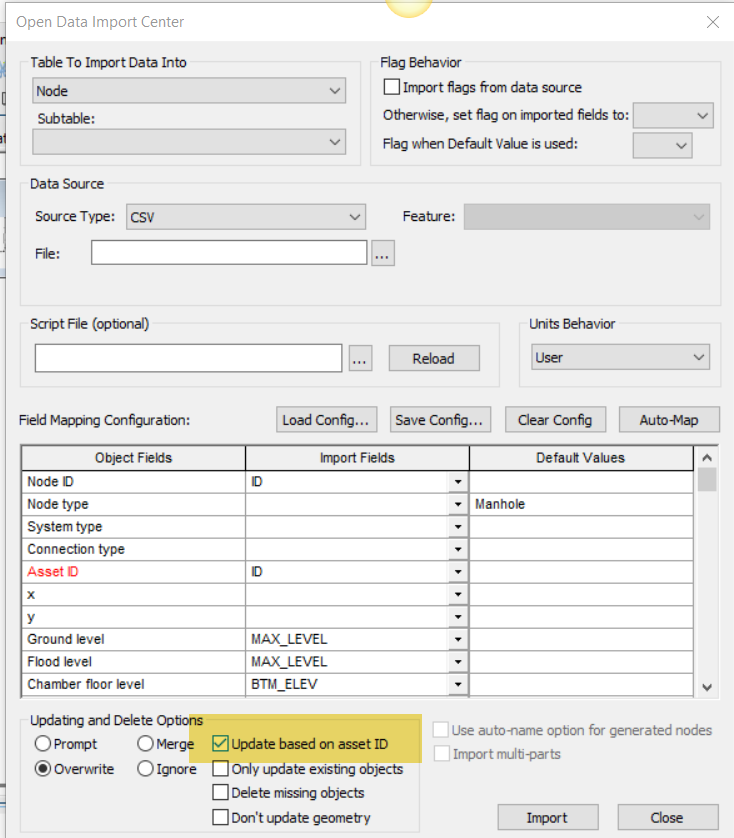 Open Data Import Center
Table To Import Data Into
Node
Subtable:
Flag Behavior
Import flags from data source
Otherwise, set flag on imported fields to:
Flag when Default Value is used:
Data Source
Source Type: CSV
Feature:
File:
...
Script File (optional)
... Reload
Units Behavior
User
Field Mapping Configuration: Load Config... Save Config... Clear Config Auto-Map
Object Fields Import Fields Default Values
Node ID ID
Node type Manhole
System type
Connection type
Asset ID ID
x
y
Ground level MAX_LEVEL
Flood level MAX_LEVEL
Chamber floor level BTM_ELEV
Updating and Delete Options
Prompt Merge Update based on asset ID
Overwrite Ignore Only update existing objects
Delete missing objects
Don't update geometry
Use auto-name option for generated nodes
Import multi-parts
Import Close